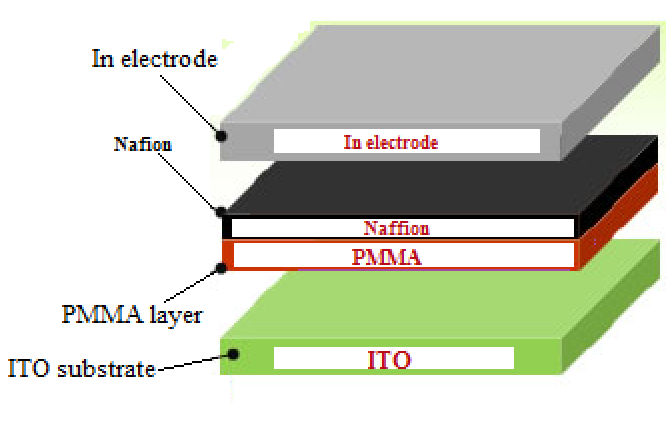 In electrode
In electrode
Nafion
Naffion
PMMA
PMMA layer
ITO substrate
ITO